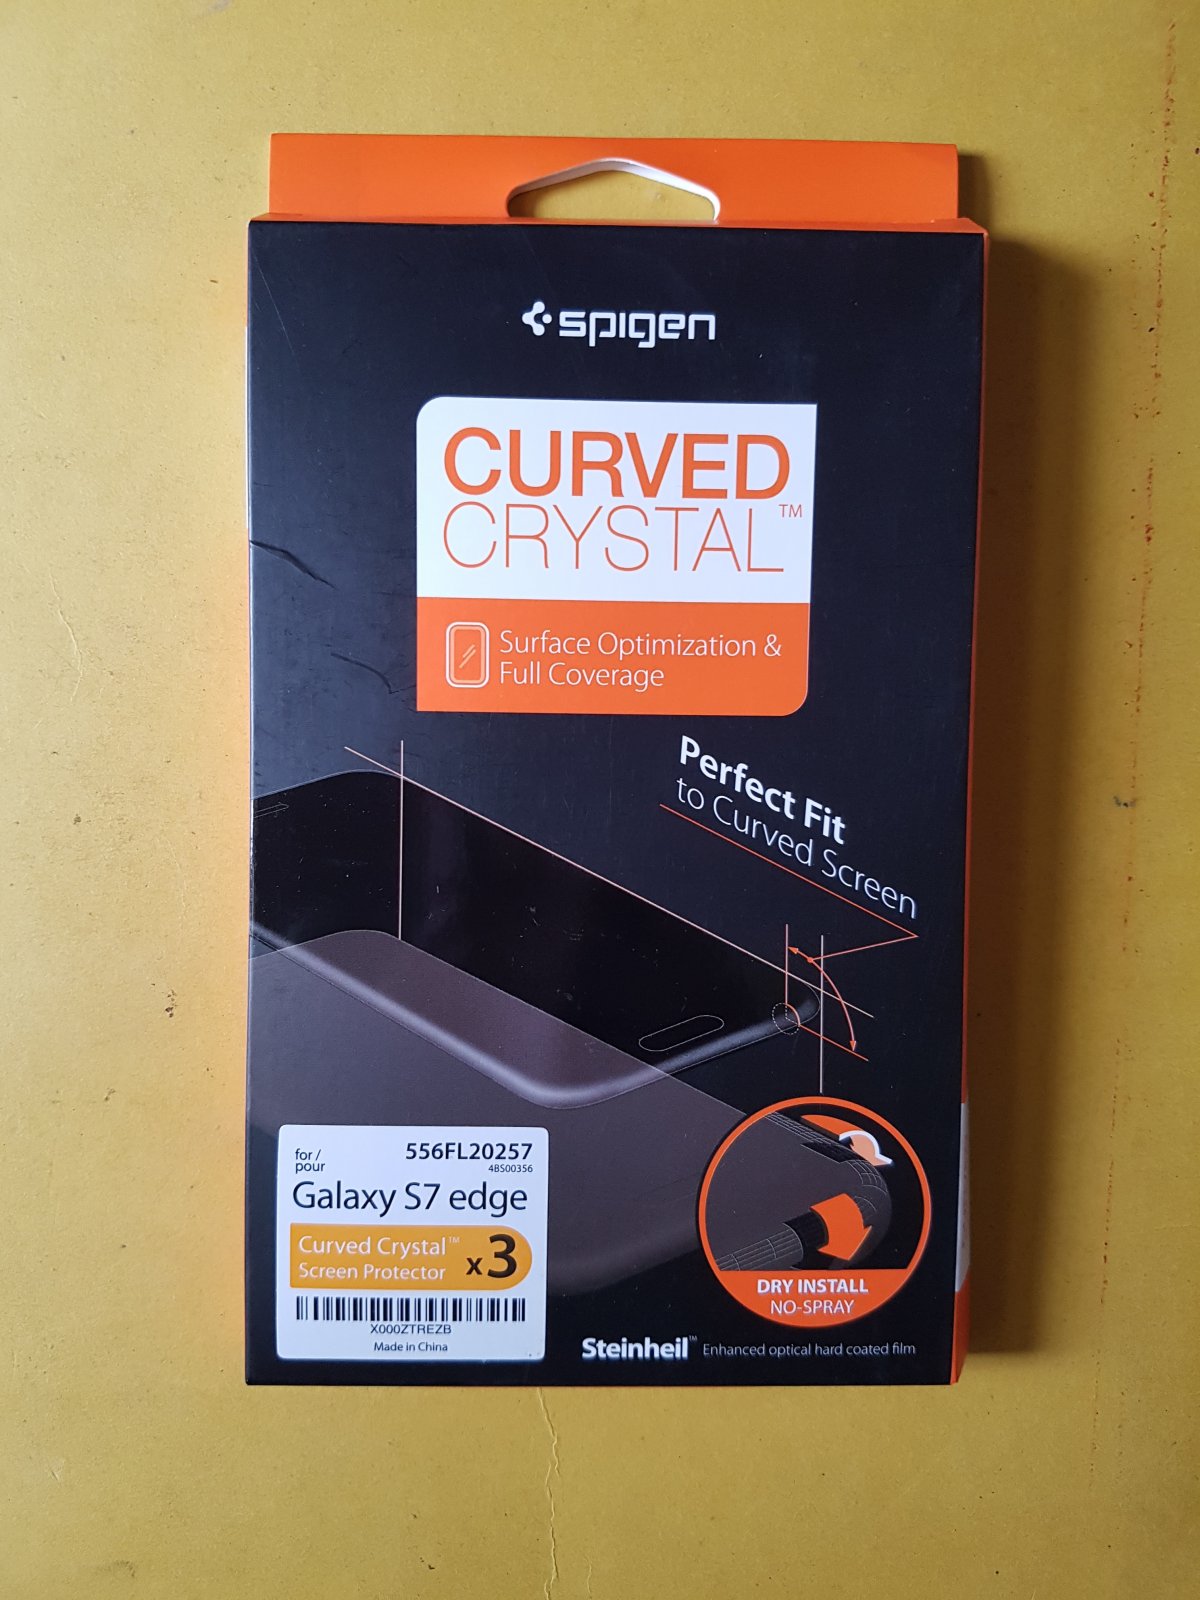 spigen
CURVED
CRYSTAL™
Surface Optimization &
Full Coverage
Perfect Fit
to Curved Screen
for /
pour
556FL20257
4BS00356
Galaxy S7 edge
Curved Crystal™
Screen Protector
x3
X000ZTREZB
Made in China
DRY INSTALL
NO-SPRAY
Steinheil™ Enhanced optical hard coated film